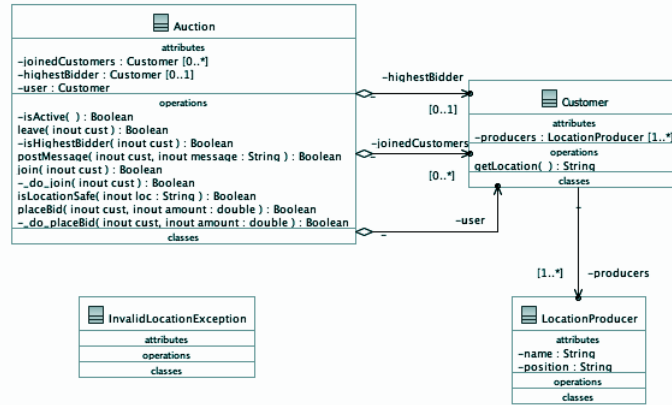 Auction
attributes
-joinedCustomers : Customer [0..*]
-highestBidder : Customer [0..1]
-user : Customer
operations
-isActive( ) : Boolean
leave( inout cust ) : Boolean
-isHighestBidder( inout cust ) : Boolean
postMessage( inout cust, inout message : String ) : Boolean
join( inout cust ) : Boolean
-_do_join( inout cust ) : Boolean
isLocationSafe( inout loc : String ) : Boolean
placeBid( inout cust, inout amount : double ) : Boolean
-_do_placeBid( inout cust, inout amount : double ) : Boolean
classes
-highestBidder
[0..1]
-joinedCustomers
[0..*]
-user
Customer
attributes
-producers : LocationProducer [1..*]
operations
getLocation( ) : String
classes
[1..*] -producers
InvalidLocationException
attributes
operations
classes
LocationProducer
attributes
-name : String
-position : String
operations
classes